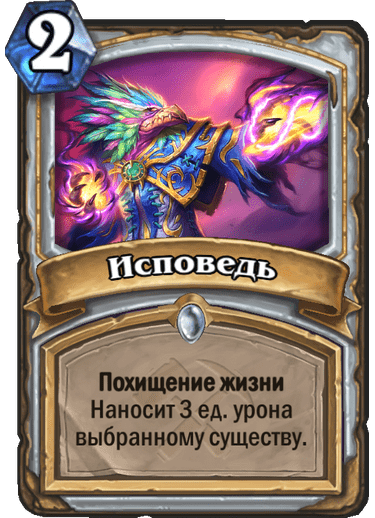 2
Исповедь
Похищение жизни
Наносит 3 ед. урона
выбранному существу.